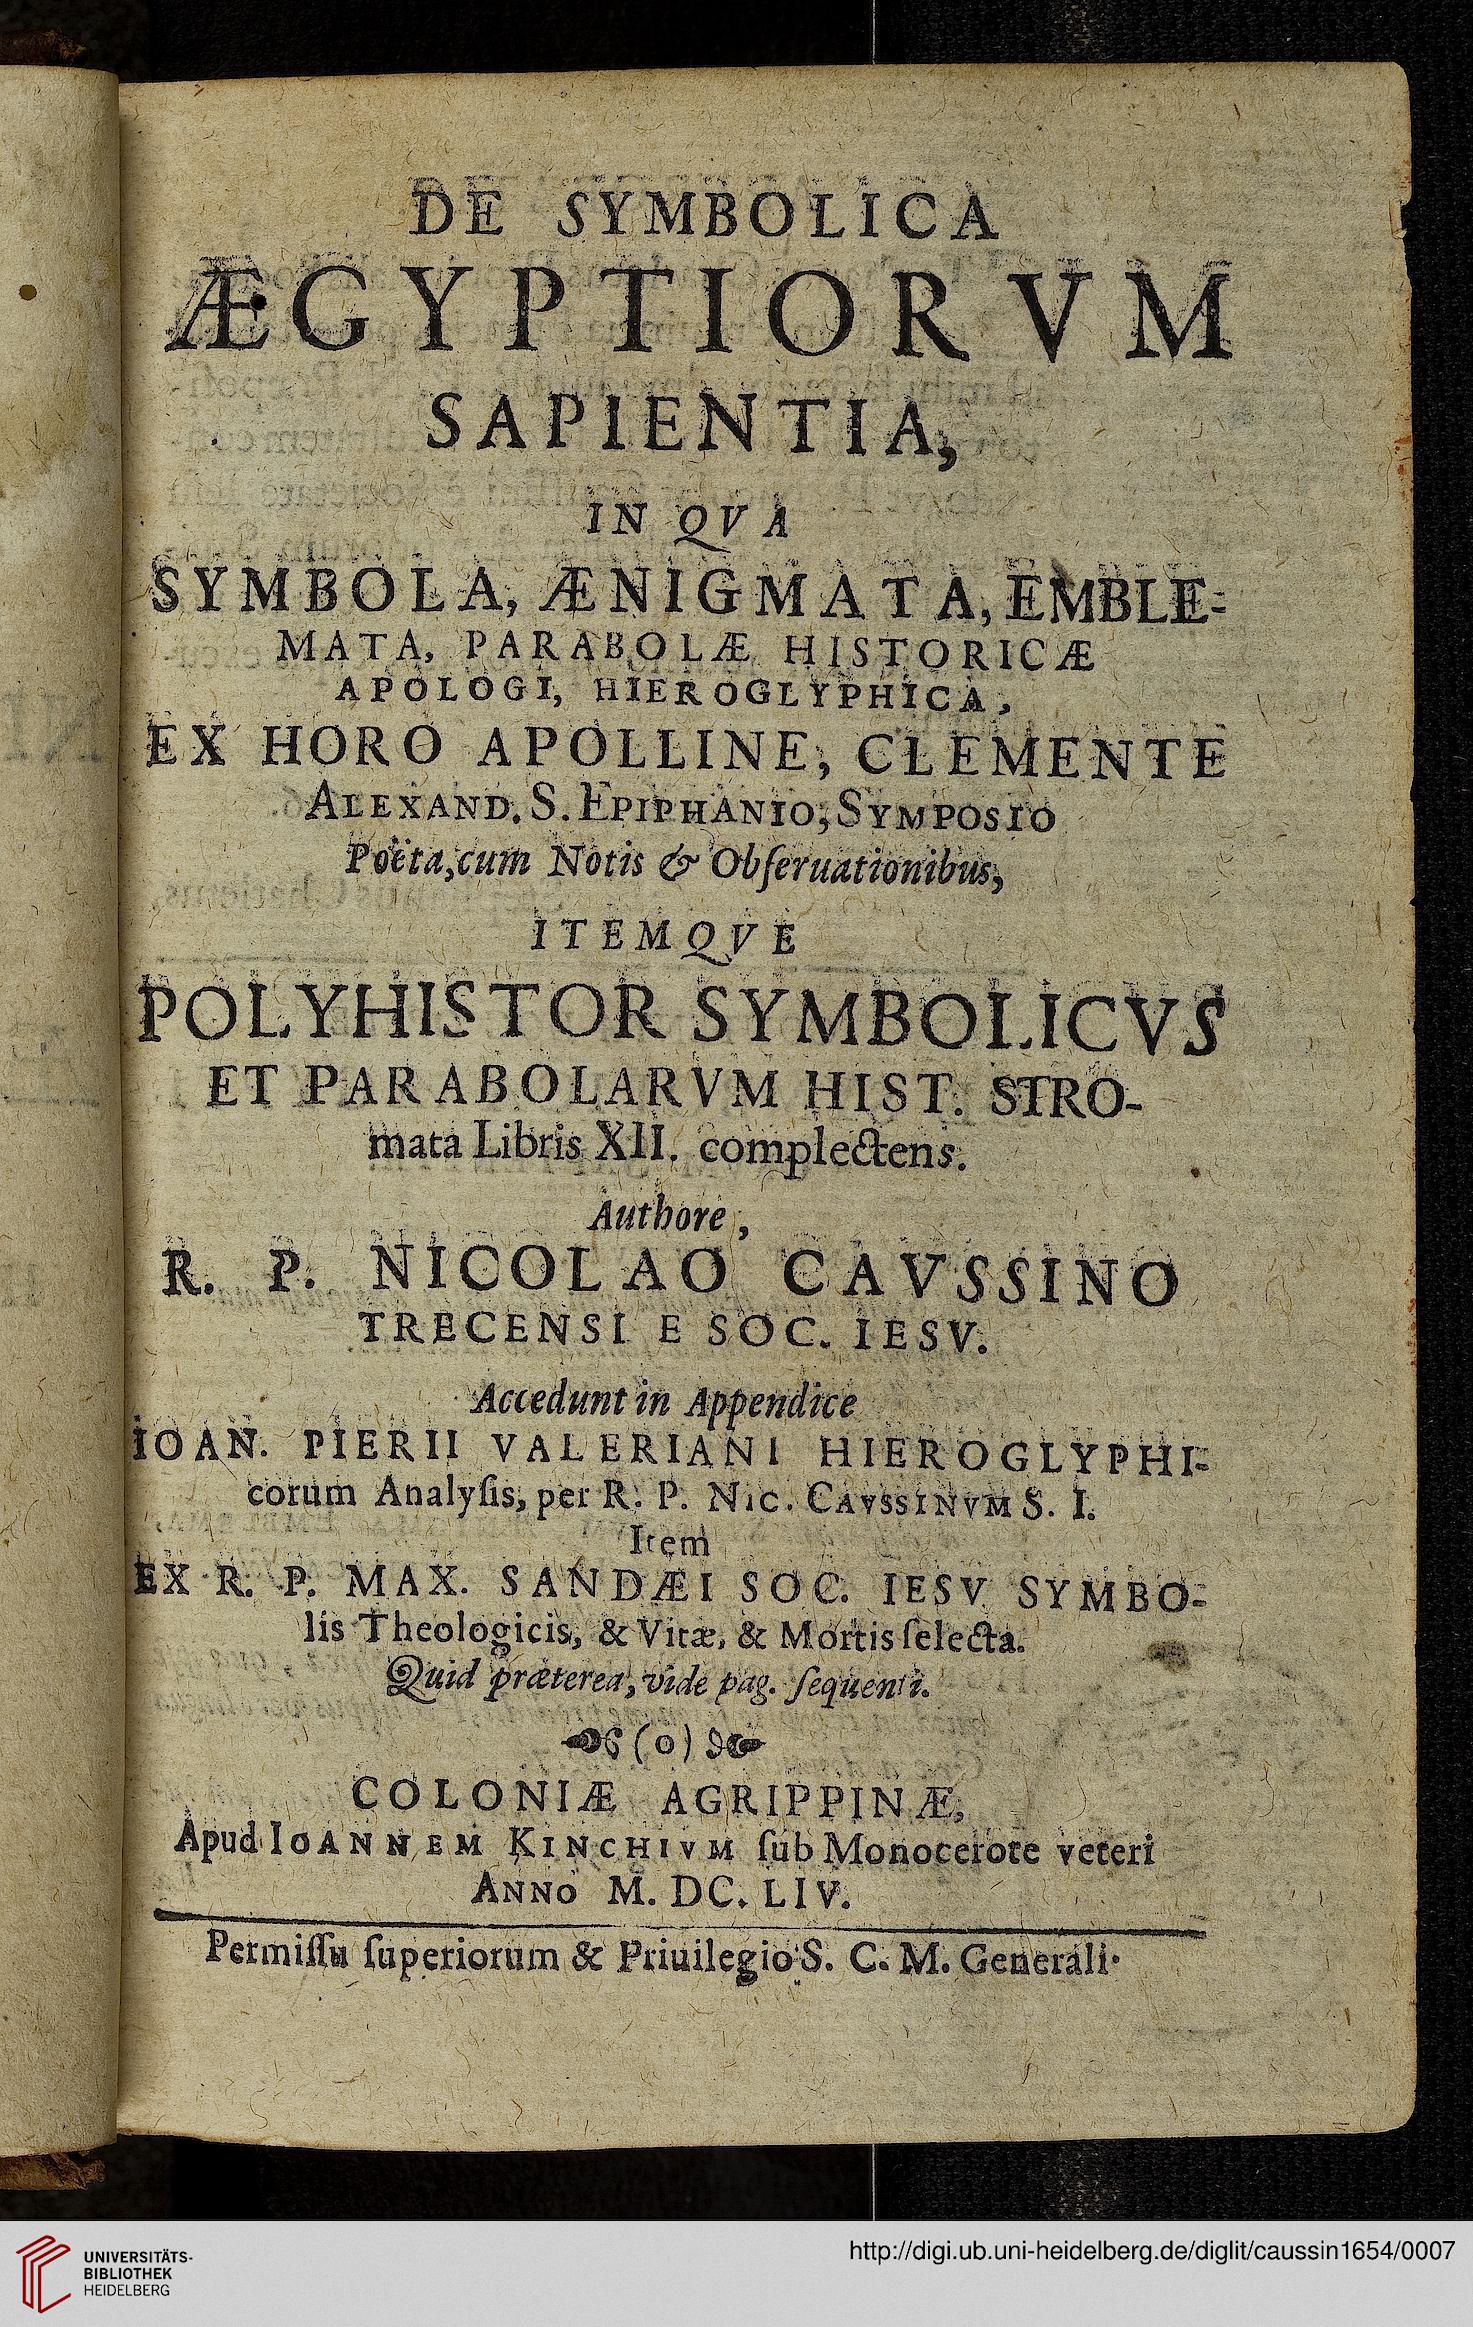 DE SYMBOLICA
ÆGYPTIORVM
SAPIENTIA,
IN QVA
SYMBOLA, ÆNIGMATA, EMBLE-
MATA, PARABOLÆ HISTORICÆ
APOLOGI, HIEROGLYPHICA,
EX HORO APOLLINE, CLEMENTE
ALEXAND. S. EPIPHANIO, SYMPOSIO
Poëta, cum Notis & Obſeruationibus,
ITEMQVE
POLYHISTOR SYMBOLICVS
ET PARABOLARVM HIST. STRO-
mata Libris XII. complectens.
Authore,
R. P. NICOLAO CAVSSINO
TRECENSI E SOC. IESV.
Accedunt in Appendice
IOAN. PIERII VALERIANI HIEROGLYPHI-
corum Analyſis, per R. P. NIC. CAVSSINVM S. I.
Item
EX R. P. MAX. SANDÆI SOC. IESV SYMBO-
lis Theologicis, & Vitæ, & Mortis ſelecta.
Quid præterea, vide pag. ſequenti.
(o)
COLONIÆ AGRIPPINÆ,
Apud IOANNEM KINCHIVM ſub Monocerote veteri
ANNO M. DC. LIV.
Permiſſu ſuperiorum & Priuilegio S. C. M. Generali.
UNIVERSITÄTS-
BIBLIOTHEK
HEIDELBERG
http://digi.ub.uni-heidelberg.de/diglit/caussin1654/0007